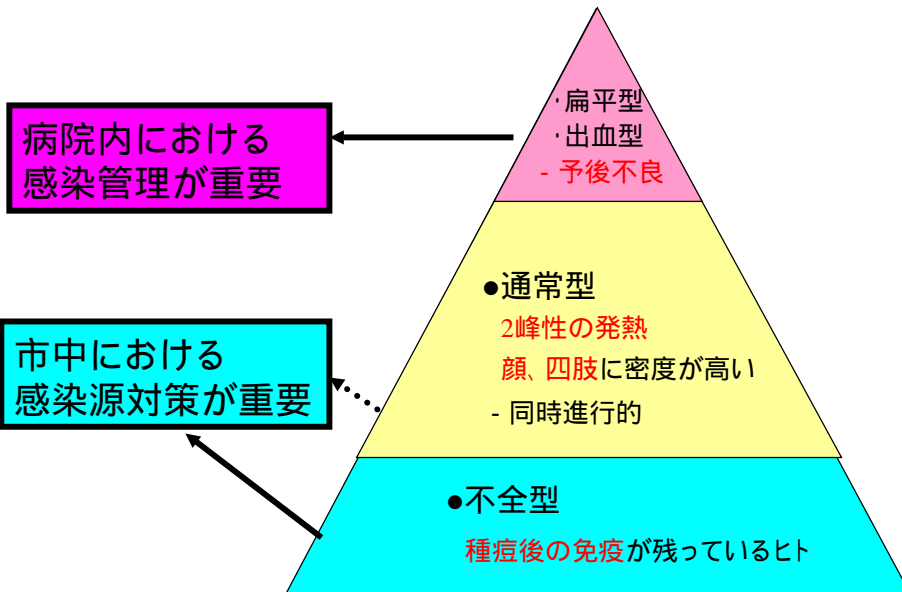 ・扁平型
・出血型
- 予後不良
病院内における
感染管理が重要
●通常型
2峰性の発熱
顔、四肢に密度が高い
- 同時進行的
市中における
感染源対策が重要
●不全型
種痘後の免疫が残っているヒト